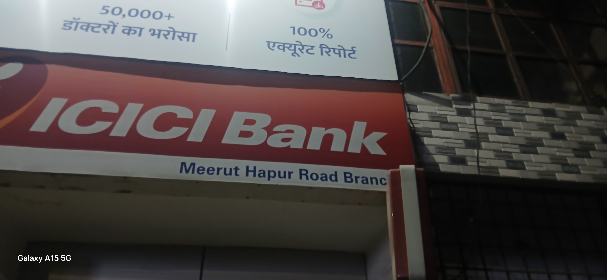 50,000+
डॉक्टरों का भरोसा
100%
एक्यूरेट रिपोर्ट
ICICI Bank
Meerut Hapur Road Branc
Galaxy A15 5G